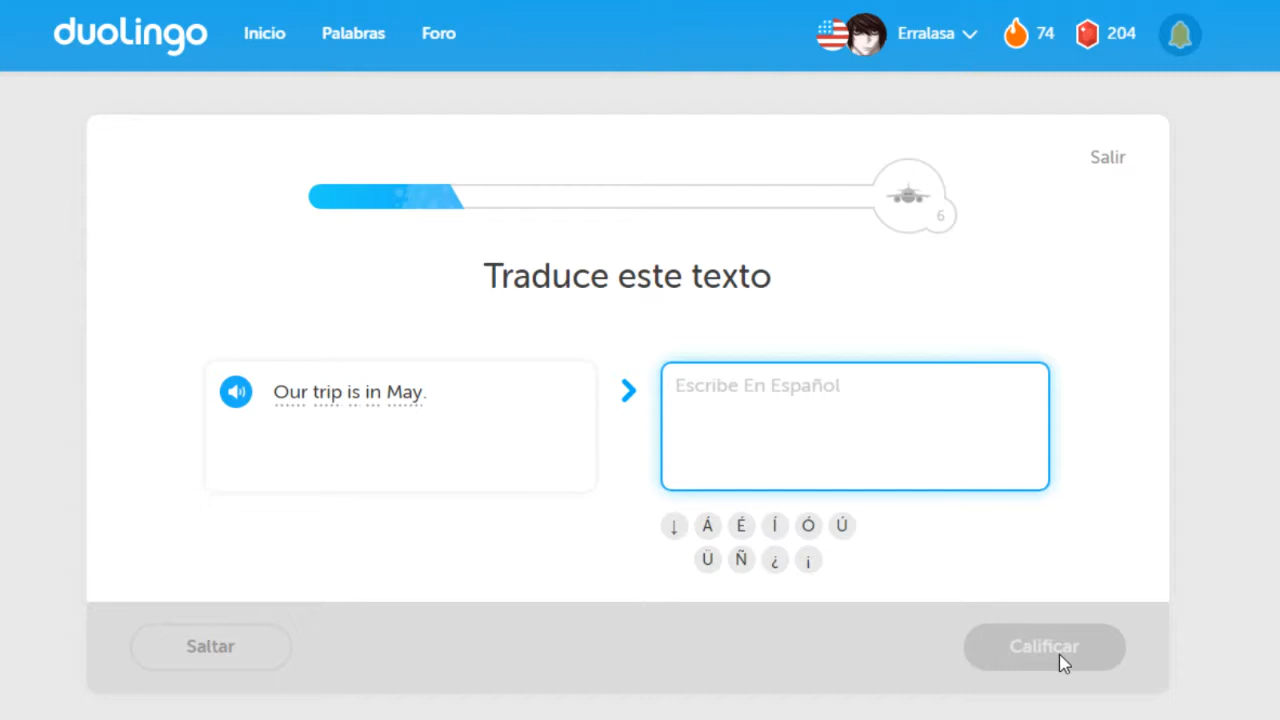 duolingo Inicio Palabras Foro Erralasa 74 204
Salir
6
Traduce este texto
Our trip is in May.
Escribe En Español
↓ Á É Í Ó Ú
Ü Ñ ¿ ¡
Saltar Calificar